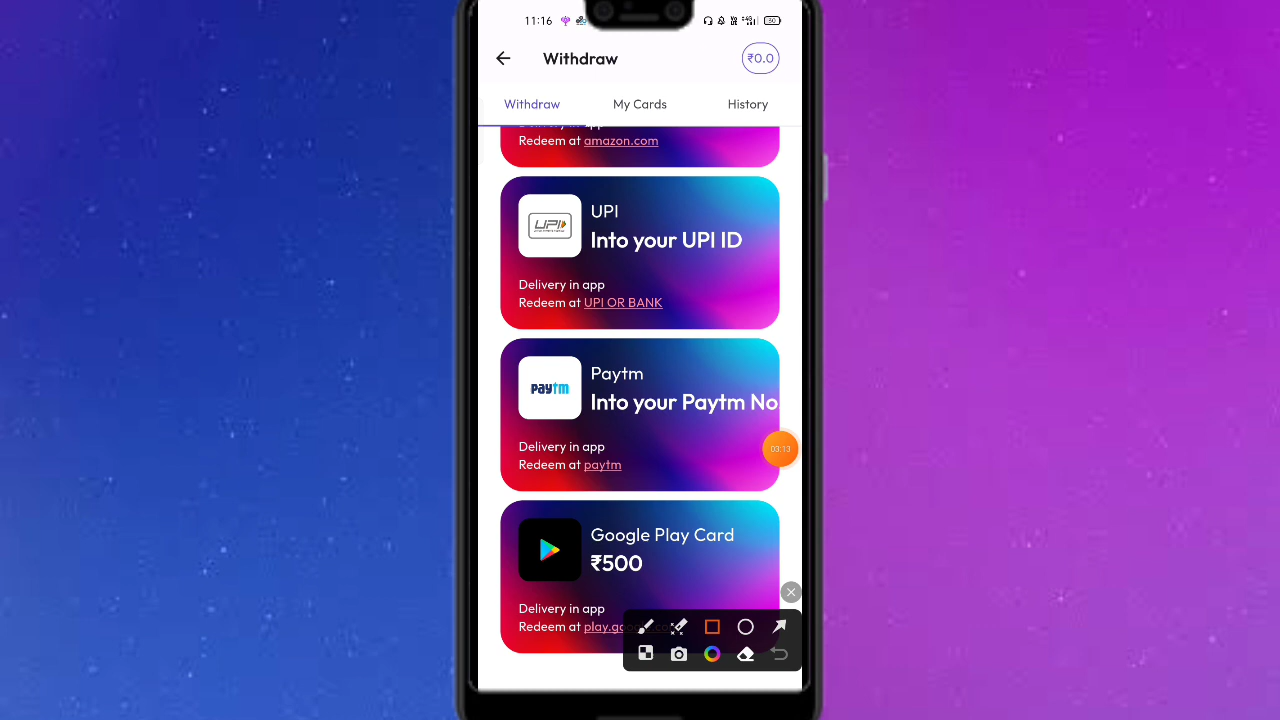 11:16
30
Withdraw
₹0.0
Withdraw
My Cards
History
Redeem at amazon.com
UPI
UPI
Into your UPI ID
Delivery in app
Redeem at UPI OR BANK
paytm
Paytm
Into your Paytm No.
Delivery in app
Redeem at paytm
03:13
Google Play Card
₹500
Delivery in app
Redeem at play.go